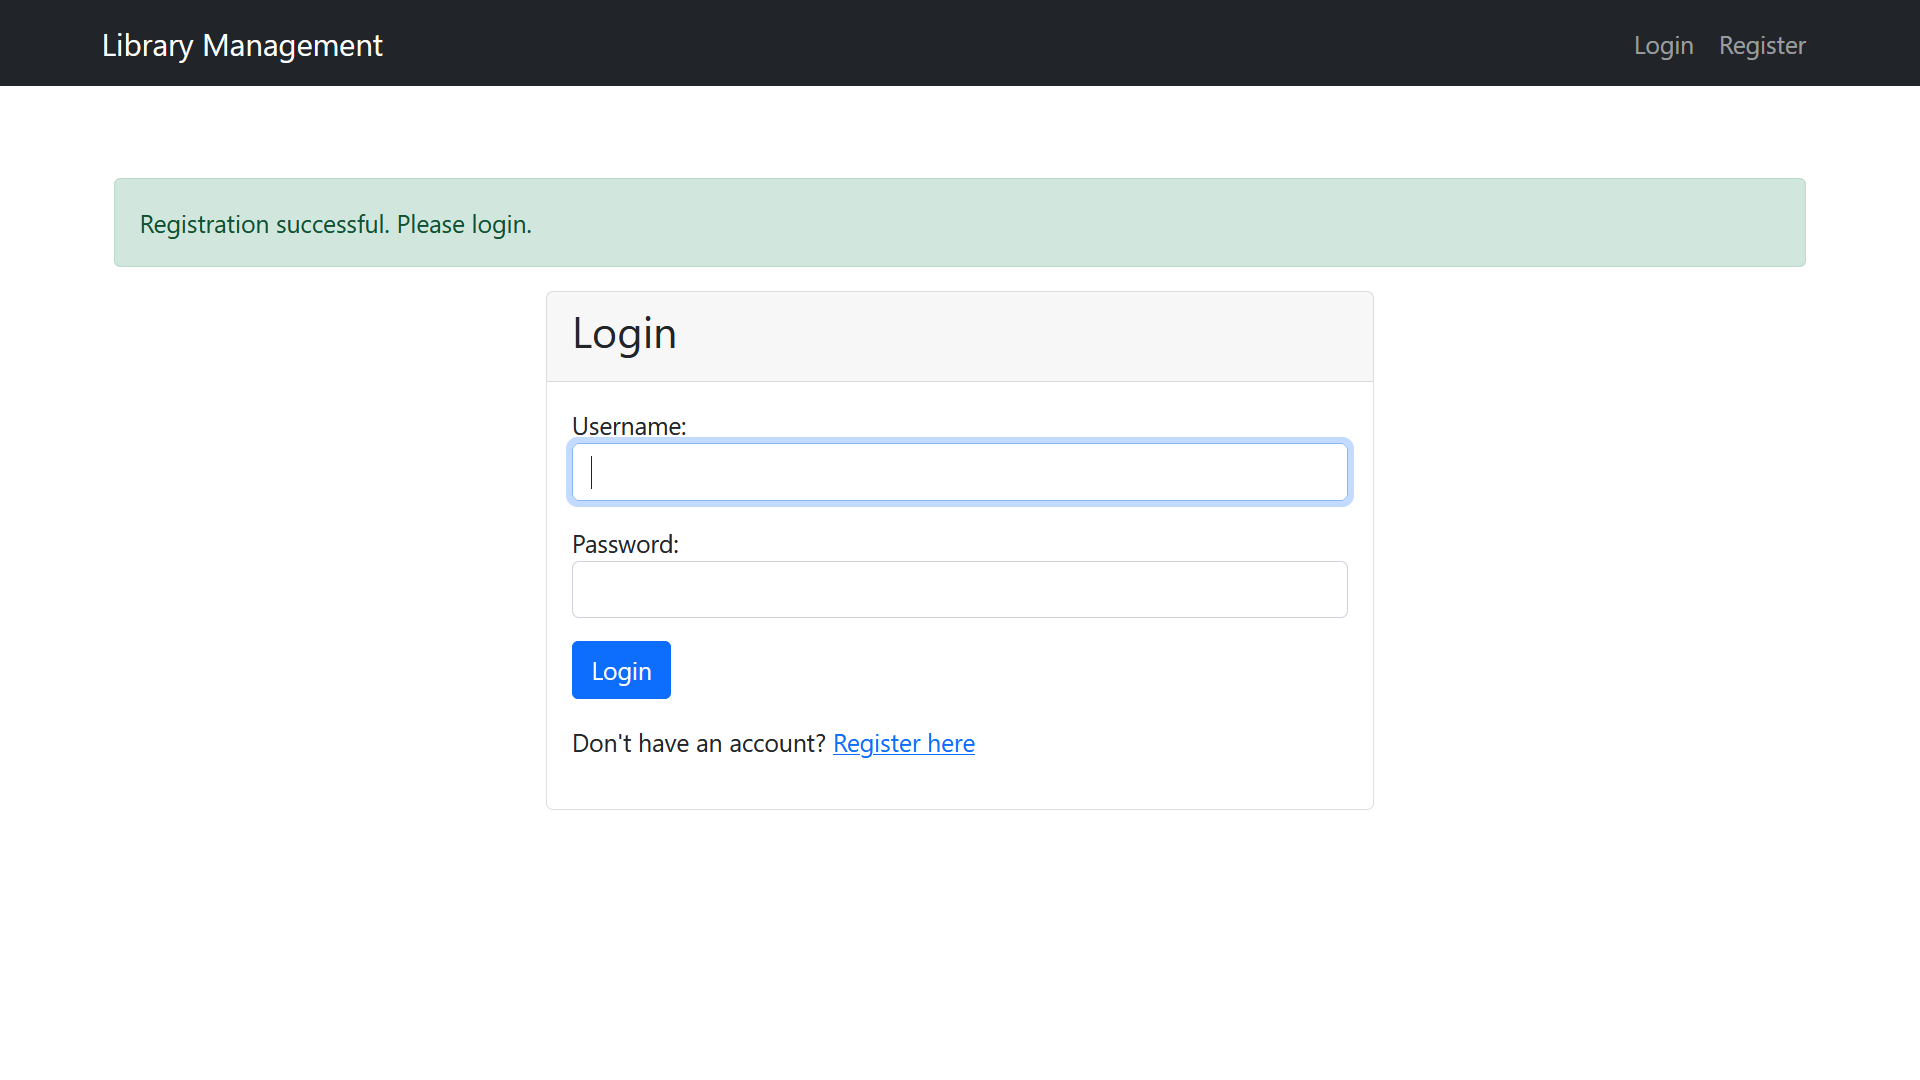 Library Management
Login Register
Registration successful. Please login.
Login
Username:
Password:
Login
Don't have an account? Register here